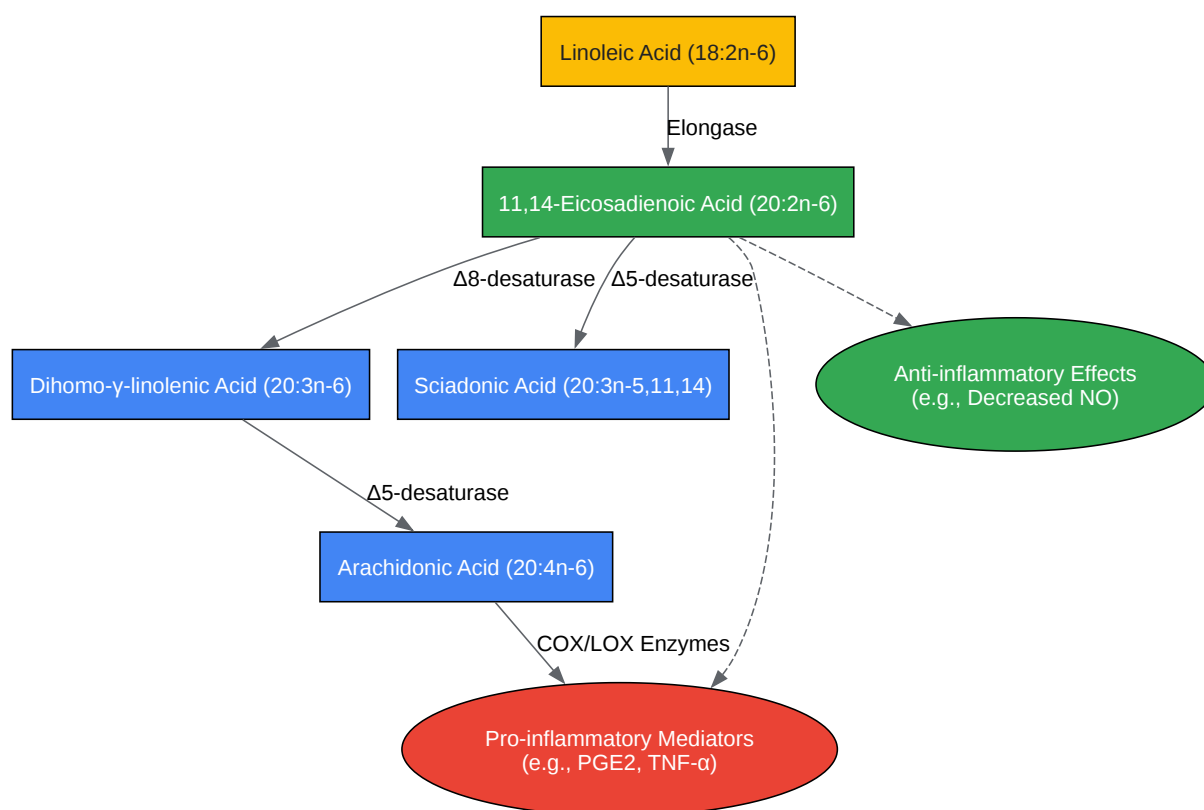 Linoleic Acid (18:2n-6)
Elongase
11,14-Eicosadienoic Acid (20:2n-6)
Δ8-desaturase
Δ5-desaturase
Dihomo-γ-linolenic Acid (20:3n-6)
Sciadonic Acid (20:3n-5,11,14)
Anti-inflammatory Effects
(e.g., Decreased NO)
Δ5-desaturase
Arachidonic Acid (20:4n-6)
COX/LOX Enzymes
Pro-inflammatory Mediators
(e.g., PGE2, TNF-α)